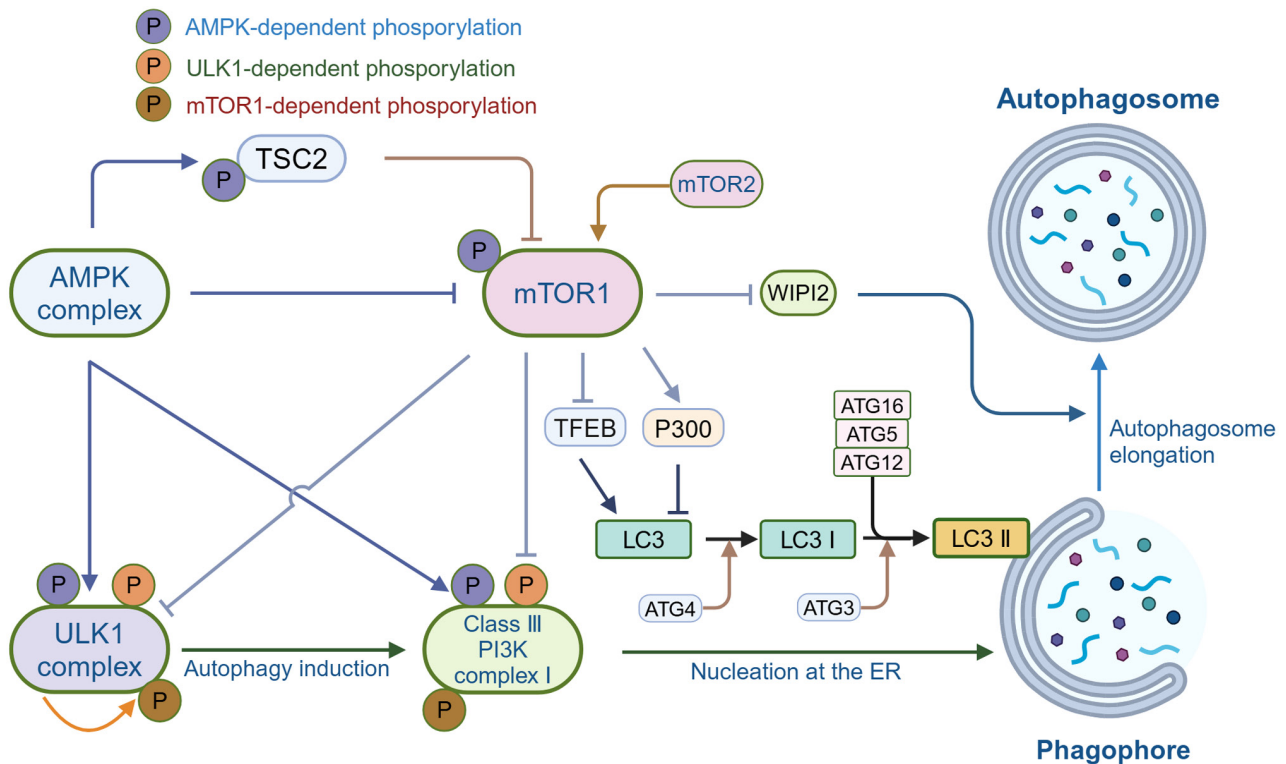 P AMPK-dependent phosporylation
P ULK1-dependent phosporylation
P mTOR1-dependent phosporylation
Autophagosome
TSC2
P
mTOR2
P
AMPK
complex
mTOR1
WIPI2
ATG16
ATG5
ATG12
TFEB
P300
Autophagosome
elongation
LC3
LC3 I
LC3 II
ATG4
ATG3
P
P
P
P
ULK1
complex
Autophagy induction
Class III
PI3K
complex I
Nucleation at the ER
P
P
Phagophore